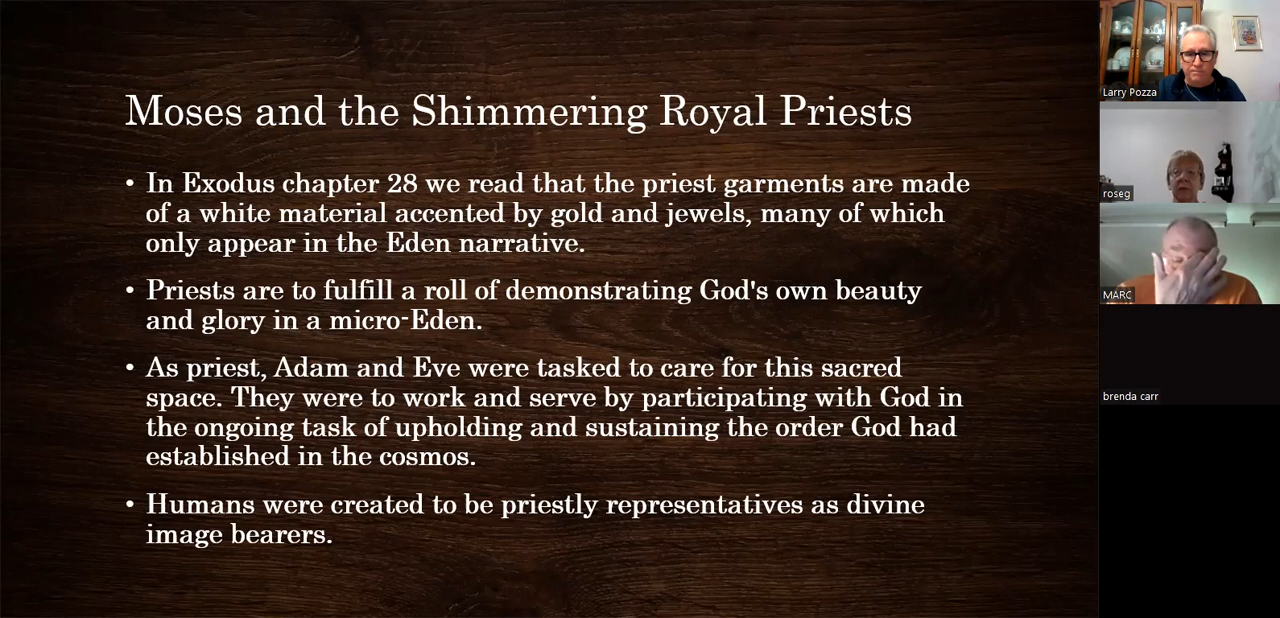 Moses and the Shimmering Royal Priests
• In Exodus chapter 28 we read that the priest garments are made
of a white material accented by gold and jewels, many of which
only appear in the Eden narrative.
• Priests are to fulfill a roll of demonstrating God's own beauty
and glory in a micro-Eden.
• As priest, Adam and Eve were tasked to care for this sacred
space. They were to work and serve by participating with God in
the ongoing task of upholding and sustaining the order God had
established in the cosmos.
• Humans were created to be priestly representatives as divine
image bearers.
Larry Pozza
roseg
MARC
brenda carr